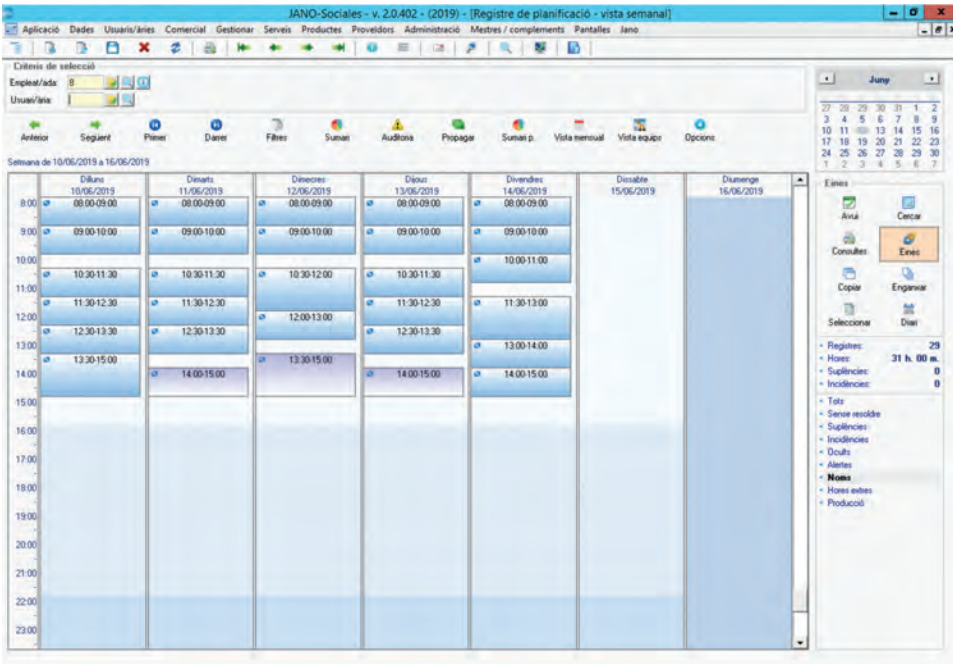 JANO-Sociales - v. 2.0.402 - (2019) - [Registre de planificació - vista semanal]
Aplicació Dades Usuaris/àries Comercial Gestionar Serveis Productes Proveïdors Administració Mestres / complements Pantalles Jano
Criteris de selecció
Empleat/ada: 8
Usuari/ària:
Anterior Següent Primer Darrer Filtres Sumari Auditoria Propagar Sumari p. Vista mensual Vista equips Opcions
Semana de 10/06/2019 a 16/06/2019
Dilluns Dimarts Dimecres Dijous Divendres Dissabte Diumenge
10/06/2019 11/06/2019 12/06/2019 13/06/2019 14/06/2019 15/06/2019 16/06/2019
8:00 08:00-09:00 08:00-09:00 08:00-09:00 08:00-09:00 08:00-09:00
9:00 09:00-10:00 09:00-10:00 09:00-10:00 09:00-10:00 09:00-10:00
10:00 10:00-11:00
10:30-11:30 10:30-11:30 10:30-12:00 10:30-11:30
11:00
11:30-12:30 11:30-12:30 11:30-12:30 11:30-13:00
12:00 12:00-13:00
12:30-13:30 12:30-13:30 12:30-13:30
13:00 13:00-14:00
13:30-15:00 13:30-15:00
14:00 14:00-15:00 14:00-15:00 14:00-15:00
15:00
16:00
17:00
18:00
19:00
20:00
21:00
22:00
23:00
Juny
27 28 29 30 31 1 2
3 4 5 6 7 8 9
10 11 13 14 15 16
17 18 19 20 21 22 23
24 25 26 27 28 29 30
1 2 3 4 5 6 7
Eines
Avui Cercar
Consultes Eines
Copiar Enganxar
Seleccionar Diari
Registres: 29
Hores: 31 h. 00 m.
Suplències: 0
Incidències: 0
Tots
Sense resoldre
Suplències
Incidències
Ocults
Alertes
Noms
Hores extres
Producció